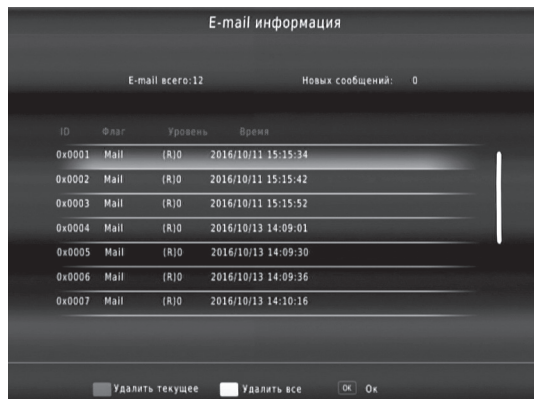 E-mail информация
E-mail всего:12 Новых сообщений: 0
ID Флаг Уровень Время
0x0001 Mail (R)0 2016/10/11 15:15:34
0x0002 Mail (R)0 2016/10/11 15:15:42
0x0003 Mail (R)0 2016/10/11 15:15:52
0x0004 Mail (R)0 2016/10/13 14:09:01
0x0005 Mail (R)0 2016/10/13 14:09:30
0x0006 Mail (R)0 2016/10/13 14:09:36
0x0007 Mail (R)0 2016/10/13 14:10:16
Удалить текущее Удалить все OK Ок